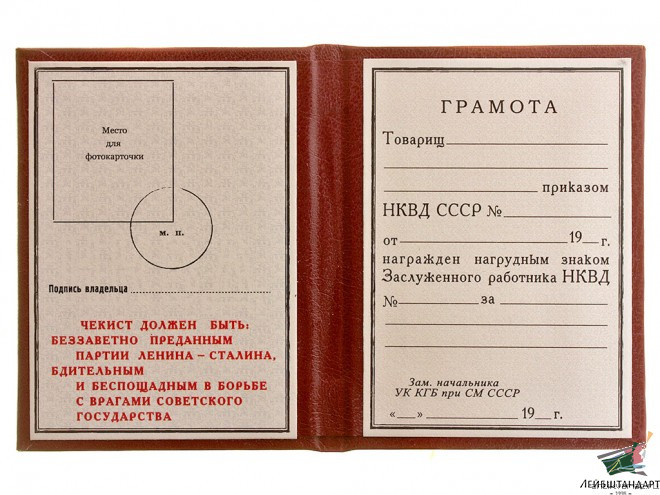 Место
для
фотокарточки
м. п.
Подпись владельца
ЧЕКИСТ ДОЛЖЕН БЫТЬ:
БЕЗЗАВЕТНО ПРЕДАННЫМ
ПАРТИИ ЛЕНИНА – СТАЛИНА,
БДИТЕЛЬНЫМ
И БЕСПОЩАДНЫМ В БОРЬБЕ
С ВРАГАМИ СОВЕТСКОГО
ГОСУДАРСТВА
ГРАМОТА
Товарищ
приказом
НКВД СССР №
от 19 г.
награжден нагрудным знаком
Заслуженного работника НКВД
№ за
Зам. начальника
УК КГБ при СМ СССР
« » 19 г.
ЛЕЙБШТАНДАРТ
1998